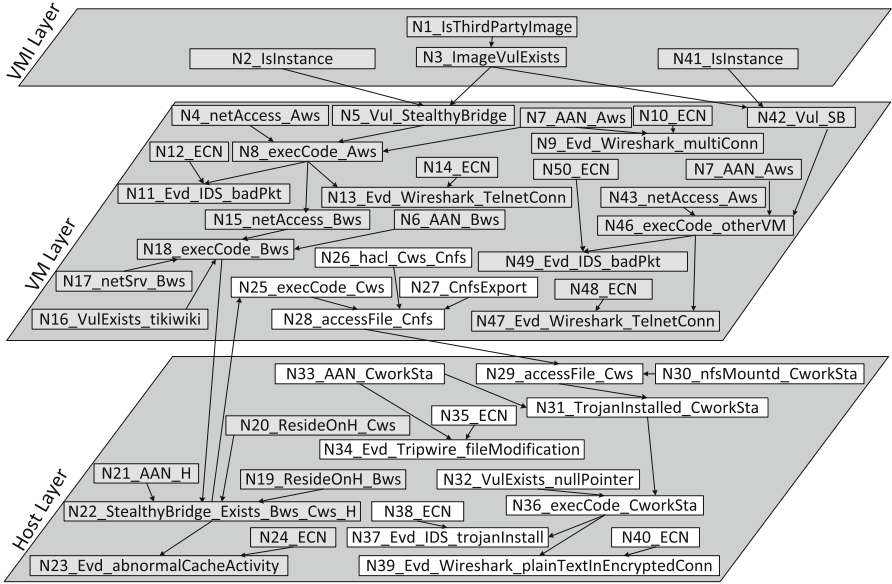 VMI Layer
N1_IsThirdPartyImage
N2_IsInstance
N3_ImageVulExists
N41_IsInstance
VM Layer
N4_netAccess_Aws
N5_Vul_StealthyBridge
N7_AAN_Aws
N10_ECN
N42_Vul_SB
N9_Evd_Wireshark_multiConn
N12_ECN
N8_execCode_Aws
N14_ECN
N50_ECN
N7_AAN_Aws
N11_Evd_IDS_badPkt
N13_Evd_Wireshark_TelnetConn
N43_netAccess_Aws
N15_netAccess_Bws
N6_AAN_Bws
N46_execCode_otherVM
N18_execCode_Bws
N26_hacl_Cws_Cnfs
N49_Evd_IDS_badPkt
N17_netSrv_Bws
N25_execCode_Cws
N27_CnfsExport
N48_ECN
N16_VulExists_tikiwiki
N28_accessFile_Cnfs
N47_Evd_Wireshark_TelnetConn
Host Layer
N33_AAN_CworkSta
N29_accessFile_Cws
N30_nfsMountd_CworkSta
N31_TrojanInstalled_CworkSta
N35_ECN
N20_ResideOnH_Cws
N34_Evd_Tripwire_fileModification
N21_AAN_H
N19_ResideOnH_Bws
N32_VulExists_nullPointer
N22_StealthyBridge_Exists_Bws_Cws_H
N38_ECN
N36_execCode_CworkSta
N24_ECN
N37_Evd_IDS_trojanInstall
N40_ECN
N23_Evd_abnormalCacheActivity
N39_Evd_Wireshark_plainTextInEncryptedConn